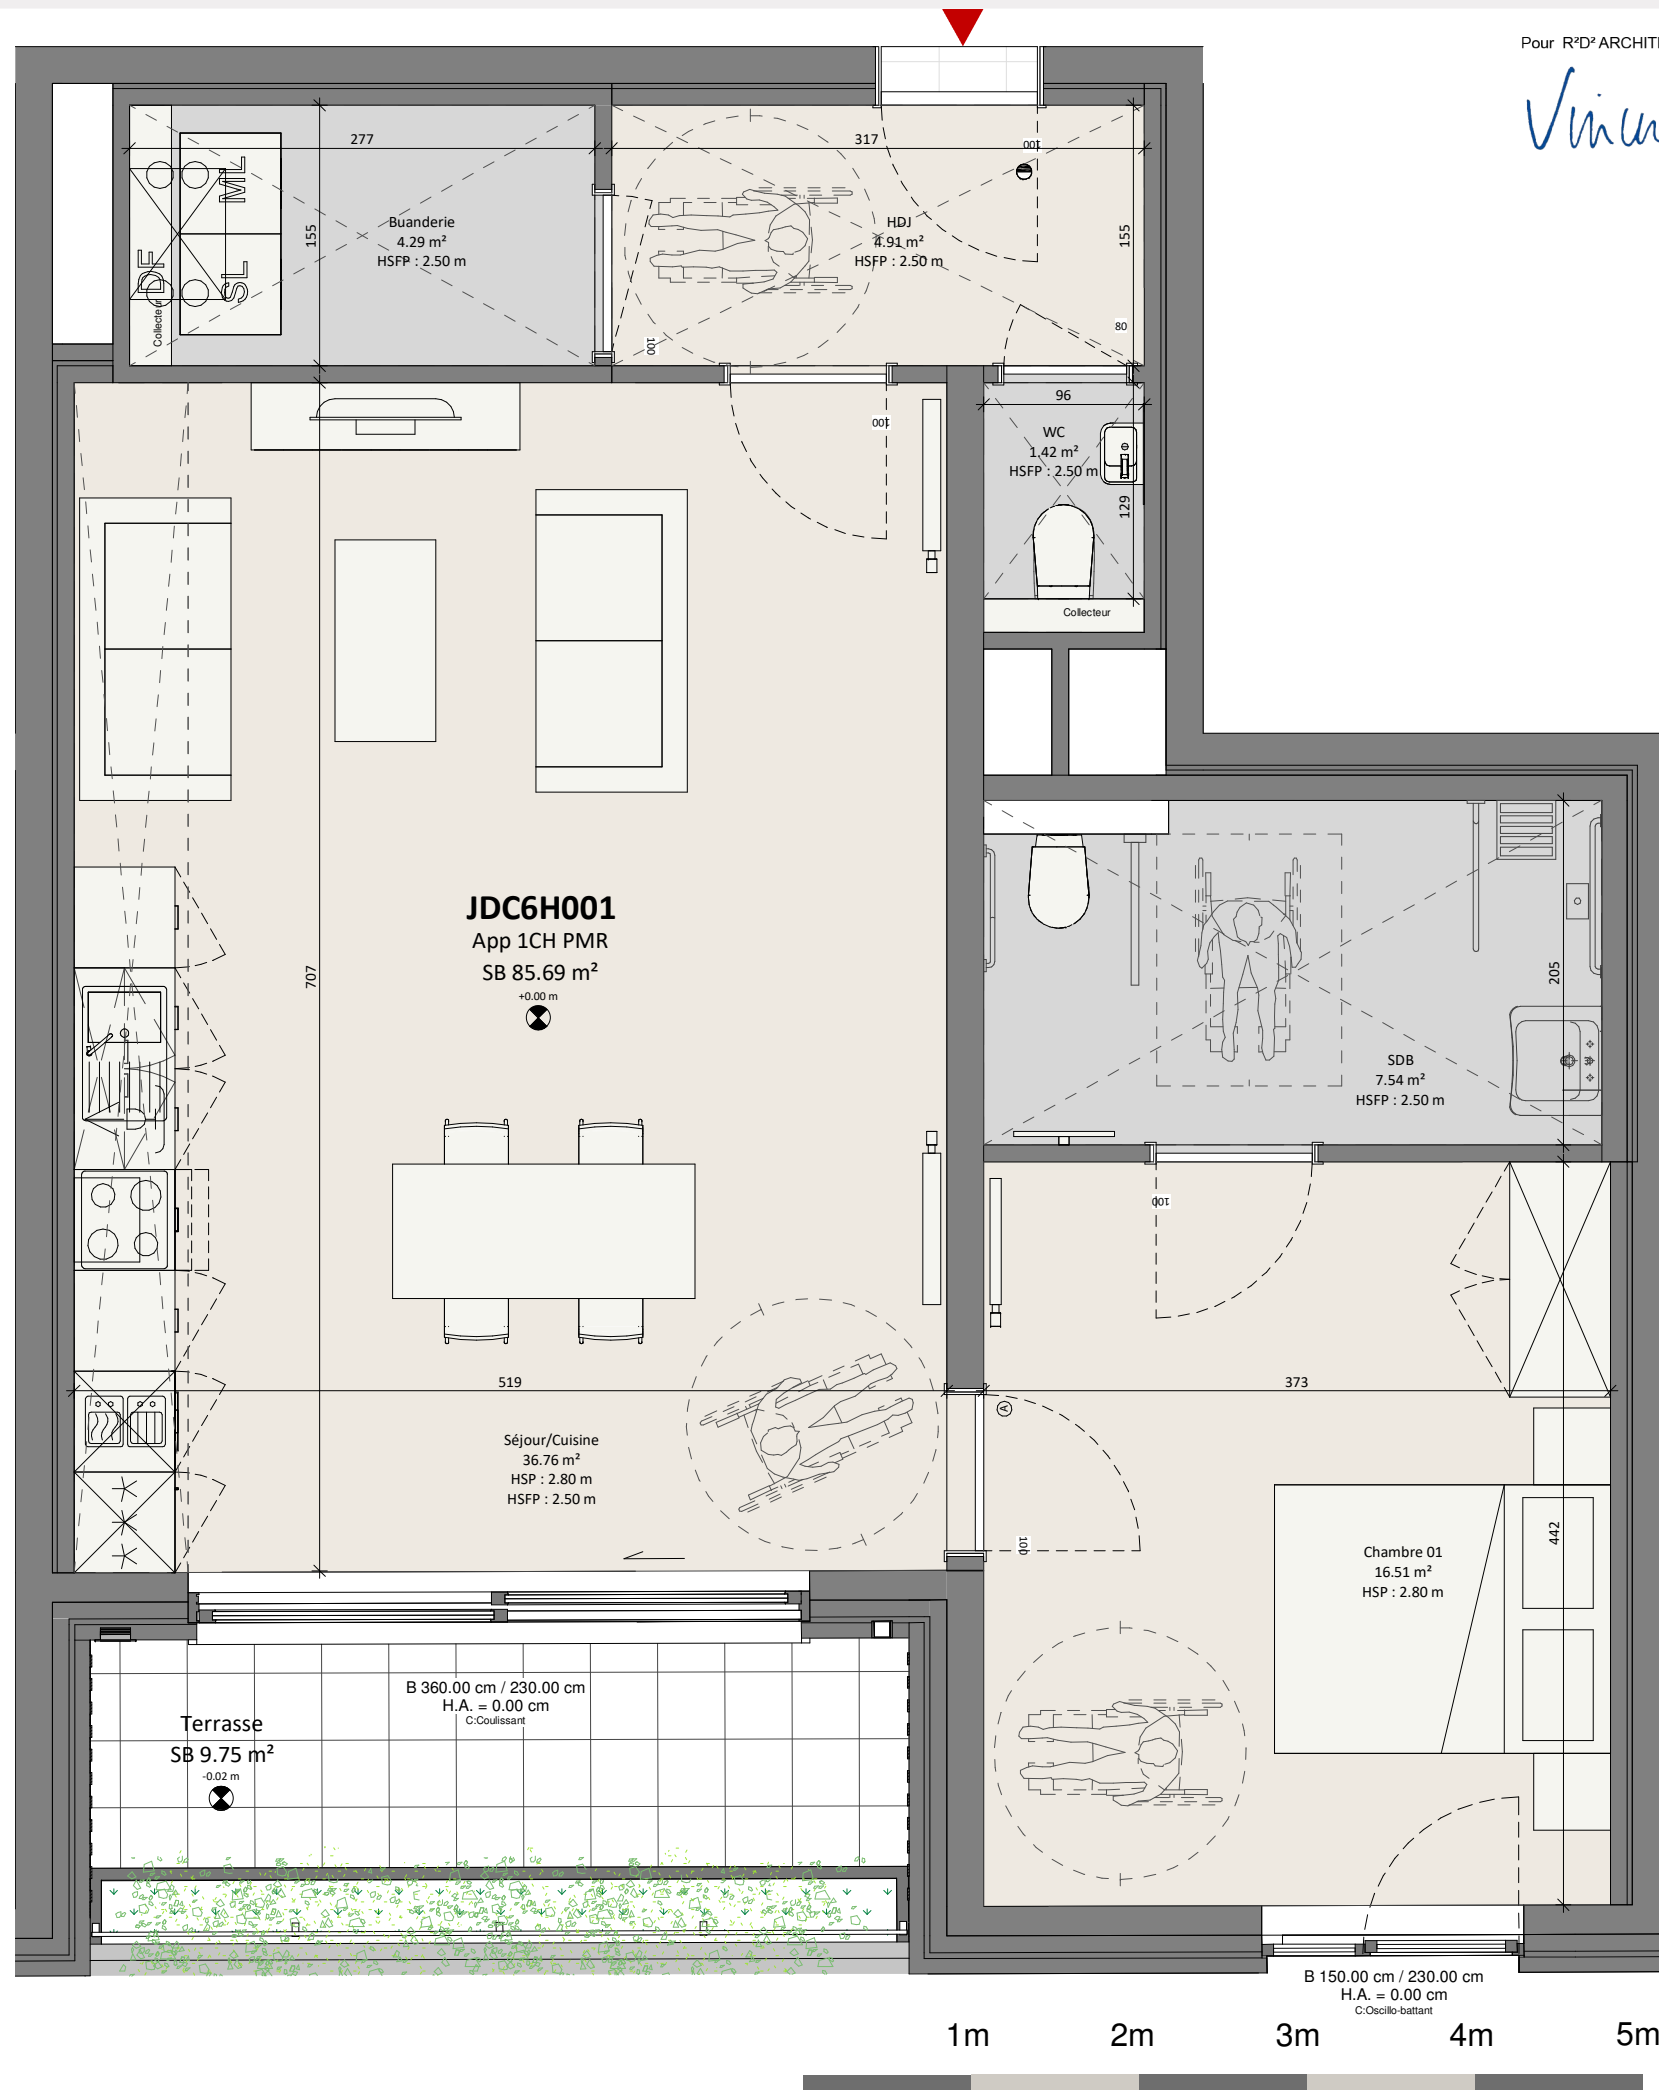 Pour R²D² ARCHIT
Vincen
277
317
100
155
155
ML
DF
SL
Collecteur
Buanderie
4.29 m²
HSFP : 2.50 m
HDJ
4.91 m²
HSFP : 2.50 m
100
80
100
96
WC
1.42 m²
HSFP : 2.50 m
129
Collecteur
JDC6H001
App 1CH PMR
SB 85.69 m²
+0.00 m
707
205
SDB
7.54 m²
HSFP : 2.50 m
100
519
373
A
Séjour/Cuisine
36.76 m²
HSP : 2.80 m
HSFP : 2.50 m
100
442
Chambre 01
16.51 m²
HSP : 2.80 m
B 360.00 cm / 230.00 cm
H.A. = 0.00 cm
C:Coulissant
Terrasse
SB 9.75 m²
-0.02 m
B 150.00 cm / 230.00 cm
H.A. = 0.00 cm
C:Oscillo-battant
1m 2m 3m 4m 5m